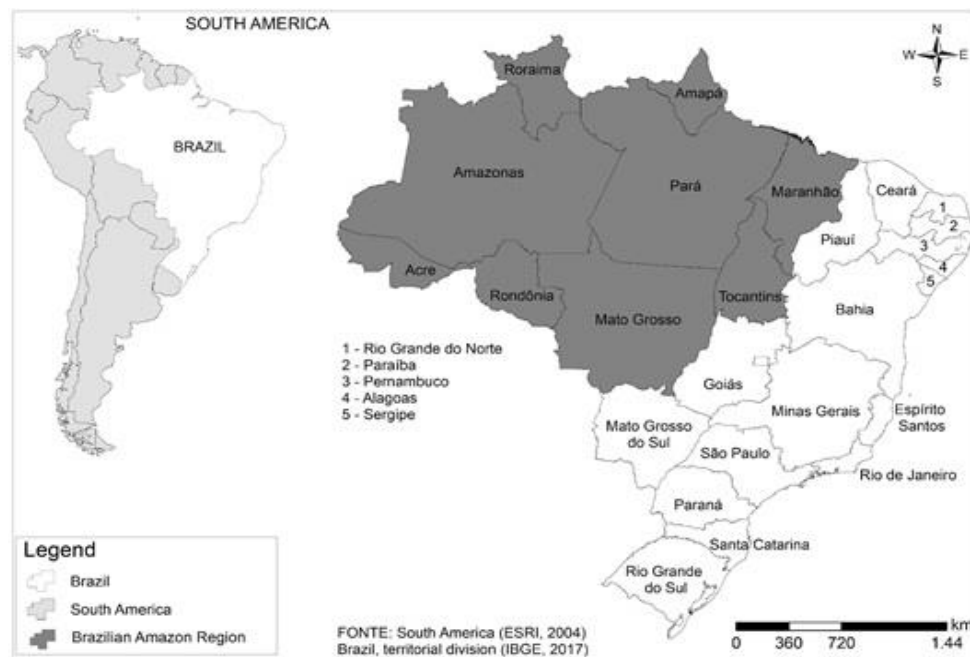 SOUTH AMERICA
BRAZIL
N
W E
S
Roraima
Amapá
Amazonas
Pará
Maranhão
Ceará
1
2
3
4
5
Piauí
Acre
Rondônia
Mato Grosso
Tocantins
Bahia
1 - Rio Grande do Norte
2 - Paraíba
3 - Pernambuco
4 - Alagoas
5 - Sergipe
Goiás
Minas Gerais
Espírito
Santos
Mato Grosso
do Sul
São Paulo
Rio de Janeiro
Paraná
Santa Catarina
Rio Grande
do Sul
Legend
Brazil
South America
Brazilian Amazon Region
FONTE: South America (ESRI, 2004)
Brazil, territorial division (IBGE, 2017)
km
0 360 720 1.44